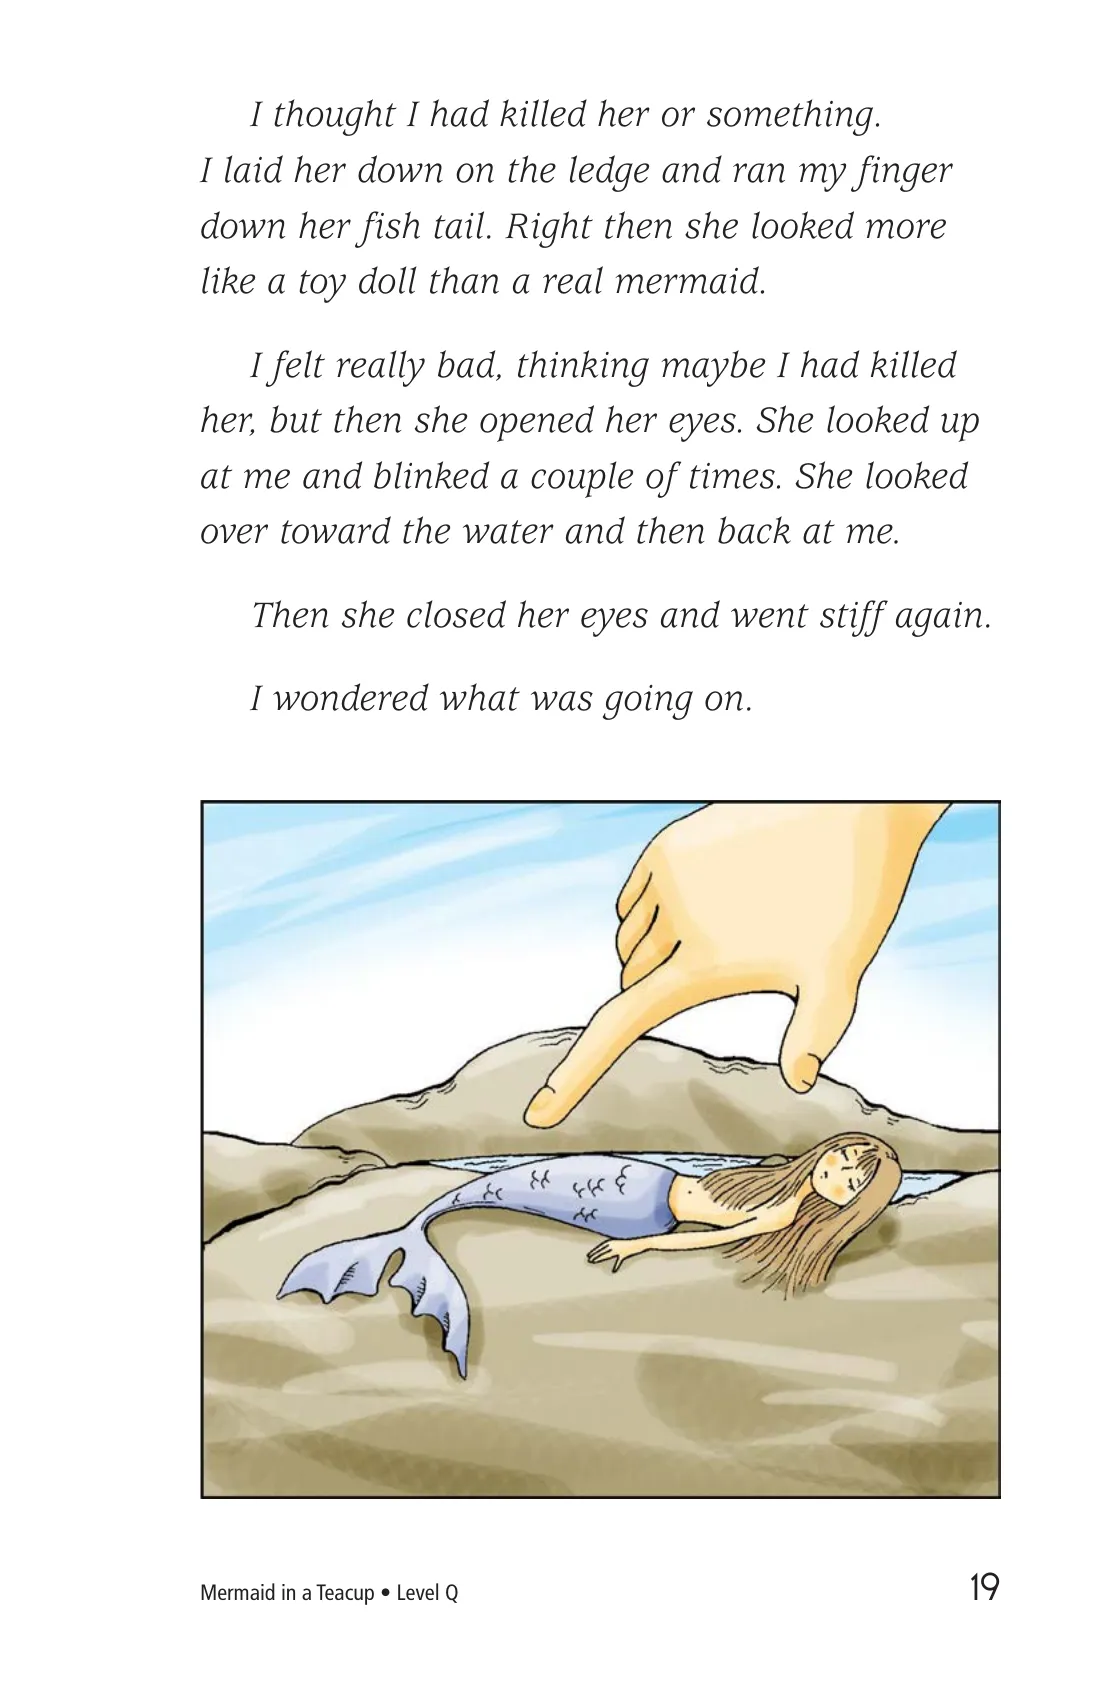 I thought I had killed her or something.
I laid her down on the ledge and ran my finger
down her fish tail. Right then she looked more
like a toy doll than a real mermaid.
I felt really bad, thinking maybe I had killed
her, but then she opened her eyes. She looked up
at me and blinked a couple of times. She looked
over toward the water and then back at me.
Then she closed her eyes and went stiff again.
I wondered what was going on.
Mermaid in a Teacup • Level Q
19